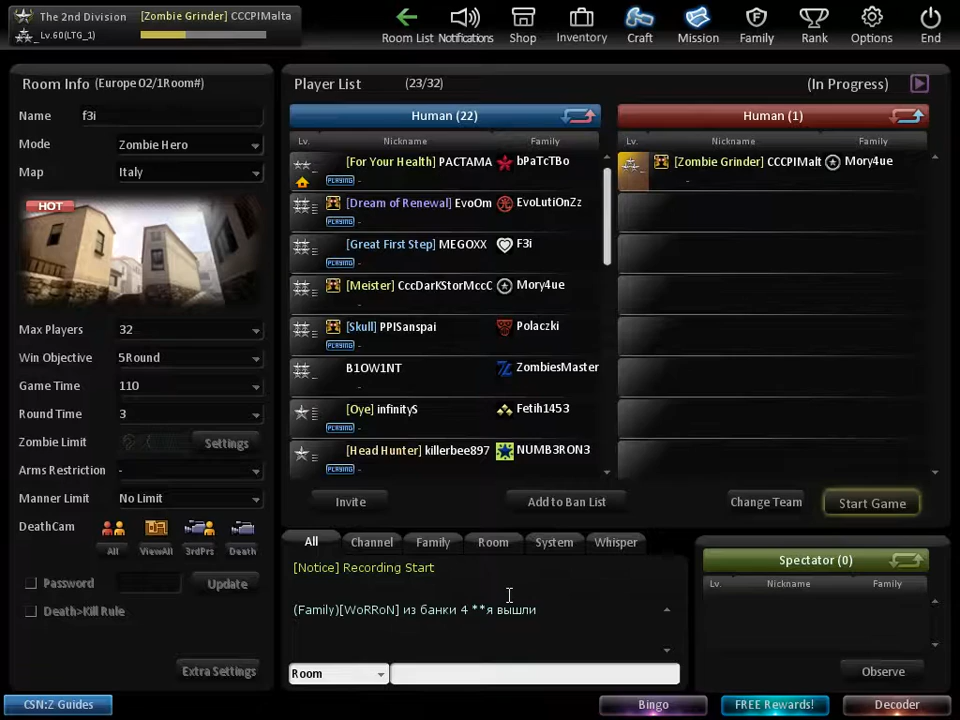 The 2nd Division
[Zombie Grinder] CCCPIMalta
Lv.60(LTG_1)
Room List
Notifications
Shop
Inventory
Craft
Mission
Family
Rank
Options
End
Room Info (Europe 02/1Room#)
Name f3i
Mode Zombie Hero
Map Italy
HOT
Max Players 32
Win Objective 5Round
Game Time 110
Round Time 3
Zombie Limit Settings
Arms Restriction -
Manner Limit No Limit
DeathCam
All ViewAll 3rdPrs Death
Password Update
Death>Kill Rule
Extra Settings
Player List (23/32) (In Progress)
Human (22)
Lv. Nickname Family
[For Your Health] PACTAMA bPaTcTBo
PLAYING -
[Dream of Renewal] EvoOm EvoLutiOnZz
PLAYING -
[Great First Step] MEGOXX F3i
PLAYING -
[Meister] CccDarKStorMccC Mory4ue
PLAYING -
[Skull] PPISanspai Polaczki
PLAYING -
B1OW1NT ZombiesMaster
-
[Oye] infinityS Fetih1453
PLAYING -
[Head Hunter] killerbee897 NUMB3RON3
PLAYING -
Human (1)
Lv. Nickname Family
[Zombie Grinder] CCCPIMalt Mory4ue
-
Invite
Add to Ban List
Change Team
Start Game
All Channel Family Room System Whisper
[Notice] Recording Start
(Family)[WoRRoN] из банки 4 **я вышли
Room
Spectator (0)
Lv. Nickname Family
Observe
CSN:Z Guides
Bingo
FREE Rewards!
Decoder